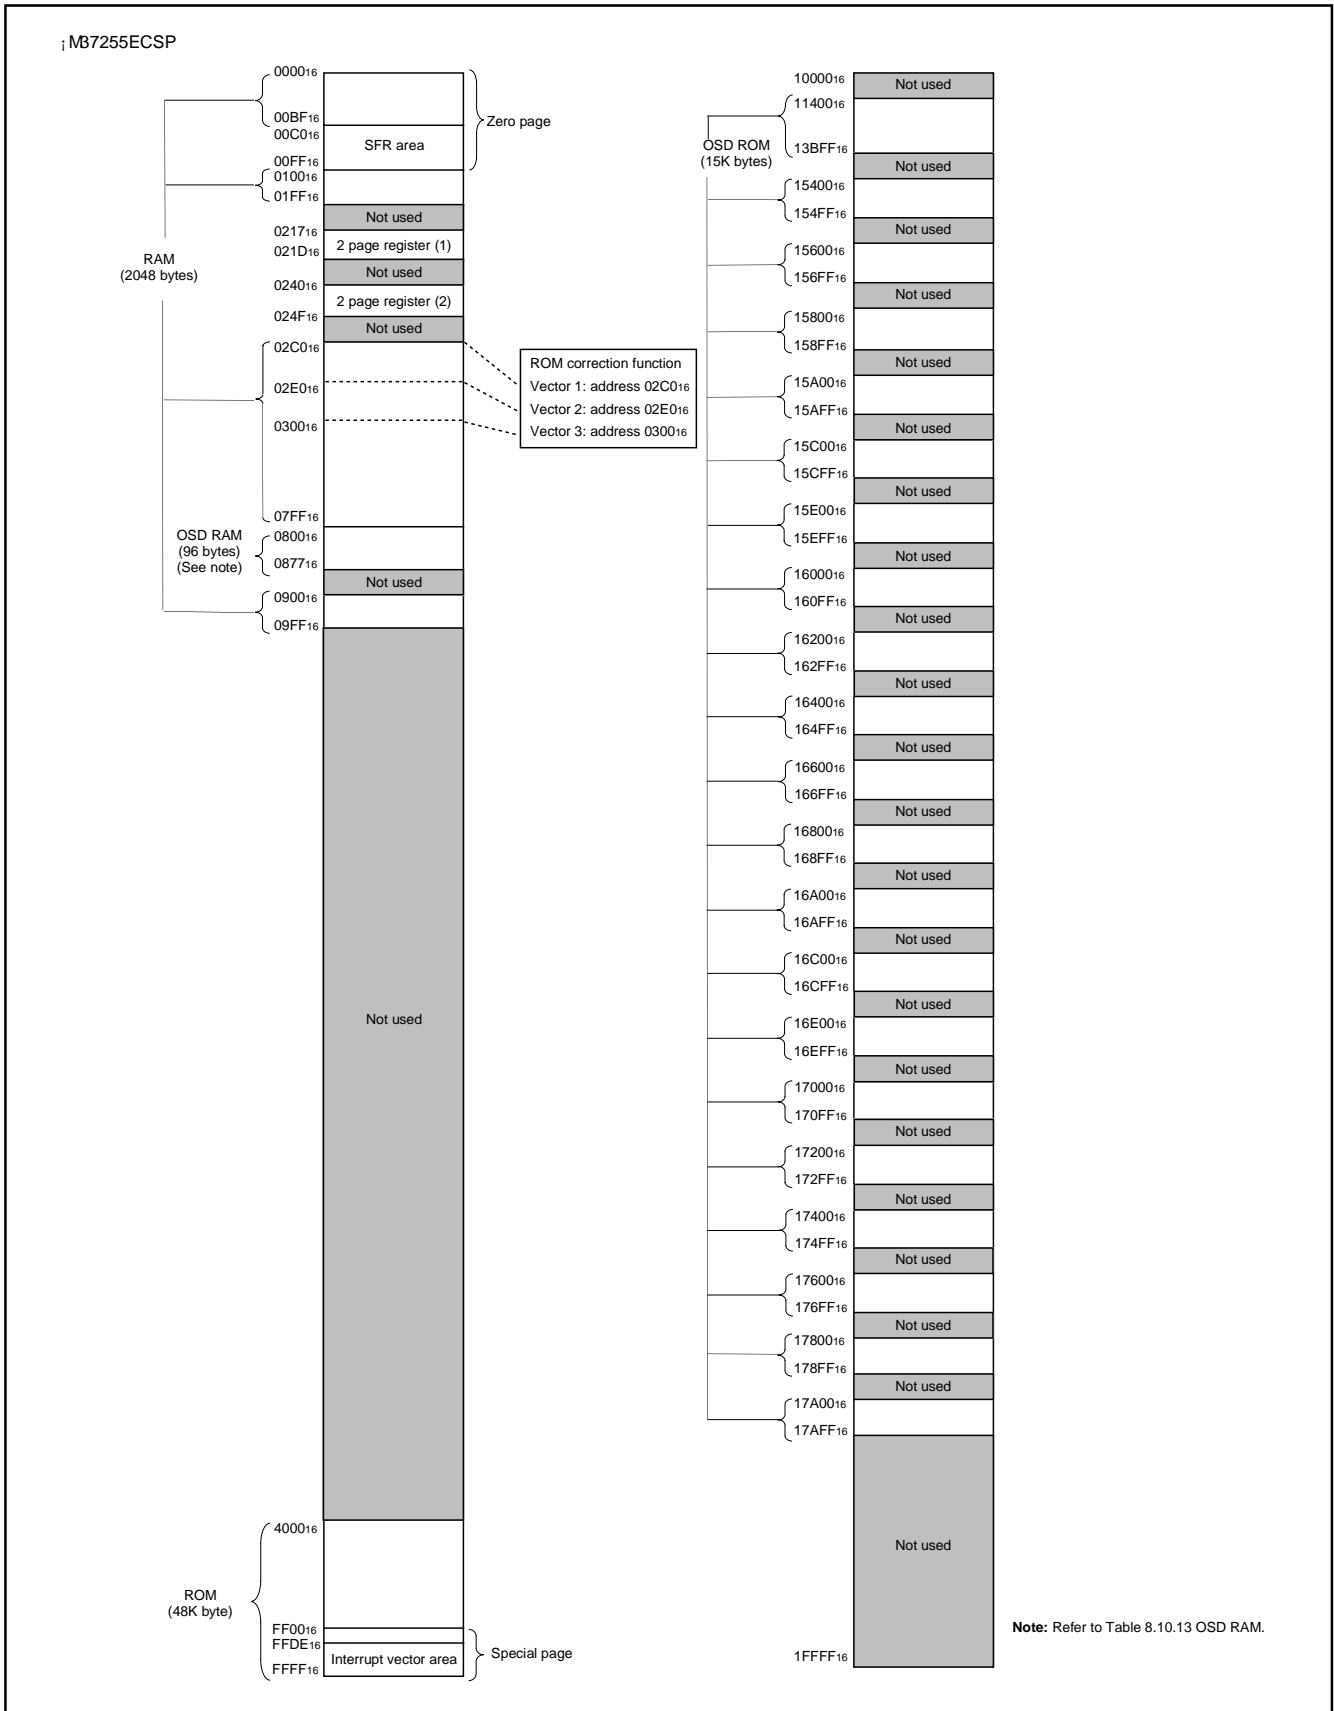 ¡ M37255ECSP
0000₁₆
00BF₁₆
00C0₁₆
SFR area
00FF₁₆
Zero page
0100₁₆
01FF₁₆
Not used
0217₁₆
2 page register (1)
021D₁₆
RAM
(2048 bytes)
Not used
0240₁₆
2 page register (2)
024F₁₆
Not used
02C0₁₆
02E0₁₆
0300₁₆
ROM correction function
Vector 1: address 02C0₁₆
Vector 2: address 02E0₁₆
Vector 3: address 0300₁₆
07FF₁₆
OSD RAM
(96 bytes)
(See note)
0800₁₆
0877₁₆
Not used
0900₁₆
09FF₁₆
Not used
4000₁₆
ROM
(48K byte)
FF00₁₆
FFDE₁₆
Interrupt vector area
FFFF₁₆
Special page
10000₁₆
Not used
11400₁₆
OSD ROM
(15K bytes)
13BFF₁₆
Not used
15400₁₆
154FF₁₆
Not used
15600₁₆
156FF₁₆
Not used
15800₁₆
158FF₁₆
Not used
15A00₁₆
15AFF₁₆
Not used
15C00₁₆
15CFF₁₆
Not used
15E00₁₆
15EFF₁₆
Not used
16000₁₆
160FF₁₆
Not used
16200₁₆
162FF₁₆
Not used
16400₁₆
164FF₁₆
Not used
16600₁₆
166FF₁₆
Not used
16800₁₆
168FF₁₆
Not used
16A00₁₆
16AFF₁₆
Not used
16C00₁₆
16CFF₁₆
Not used
16E00₁₆
16EFF₁₆
Not used
17000₁₆
170FF₁₆
Not used
17200₁₆
172FF₁₆
Not used
17400₁₆
174FF₁₆
Not used
17600₁₆
176FF₁₆
Not used
17800₁₆
178FF₁₆
Not used
17A00₁₆
17AFF₁₆
Not used
1FFFF₁₆
Note: Refer to Table 8.10.13 OSD RAM.